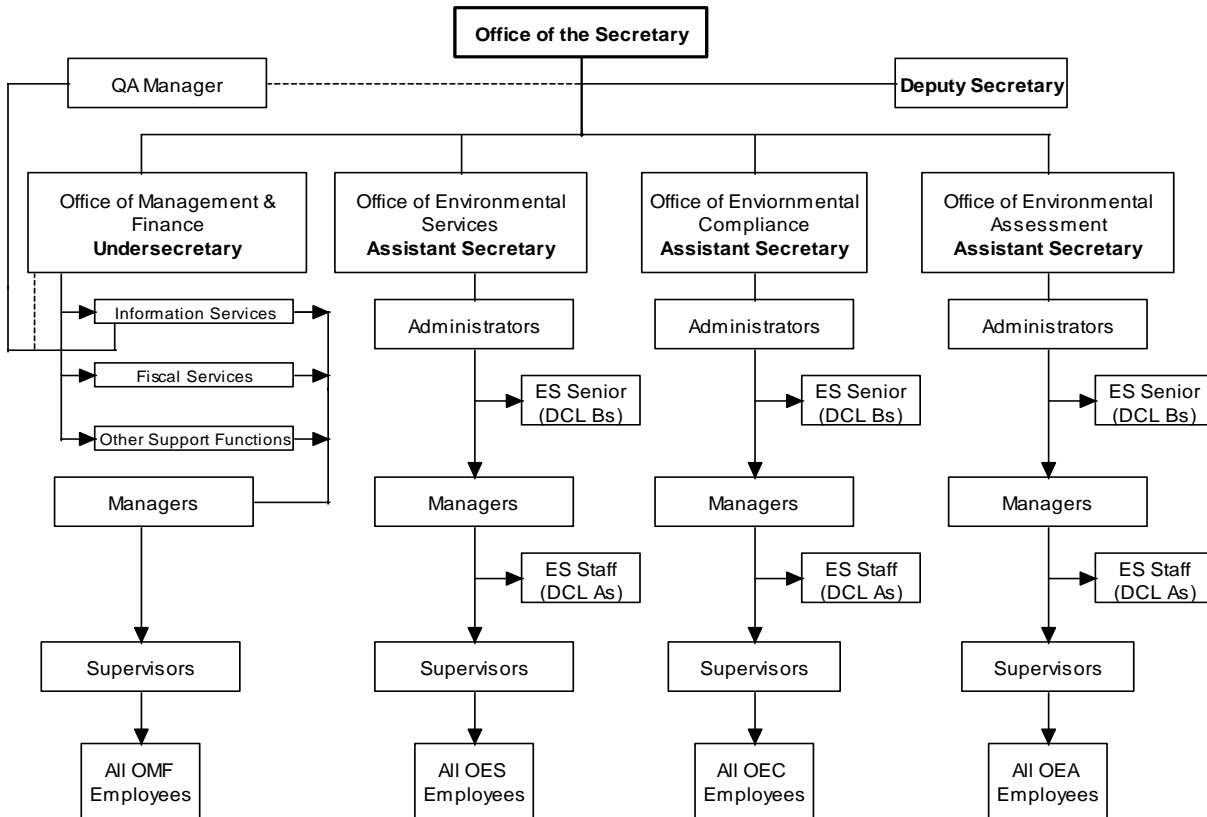 Office of the Secretary
QA Manager
Deputy Secretary
Office of Management &
Finance
Undersecretary
Office of Environmental
Services
Assistant Secretary
Office of Enviornmental
Compliance
Assistant Secretary
Office of Environmental
Assessment
Assistant Secretary
Information Services
Fiscal Services
Other Support Functions
Administrators
Administrators
Administrators
ES Senior
(DCL Bs)
ES Senior
(DCL Bs)
ES Senior
(DCL Bs)
Managers
Managers
Managers
Managers
ES Staff
(DCL As)
ES Staff
(DCL As)
ES Staff
(DCL As)
Supervisors
Supervisors
Supervisors
Supervisors
All OMF
Employees
All OES
Employees
All OEC
Employees
All OEA
Employees